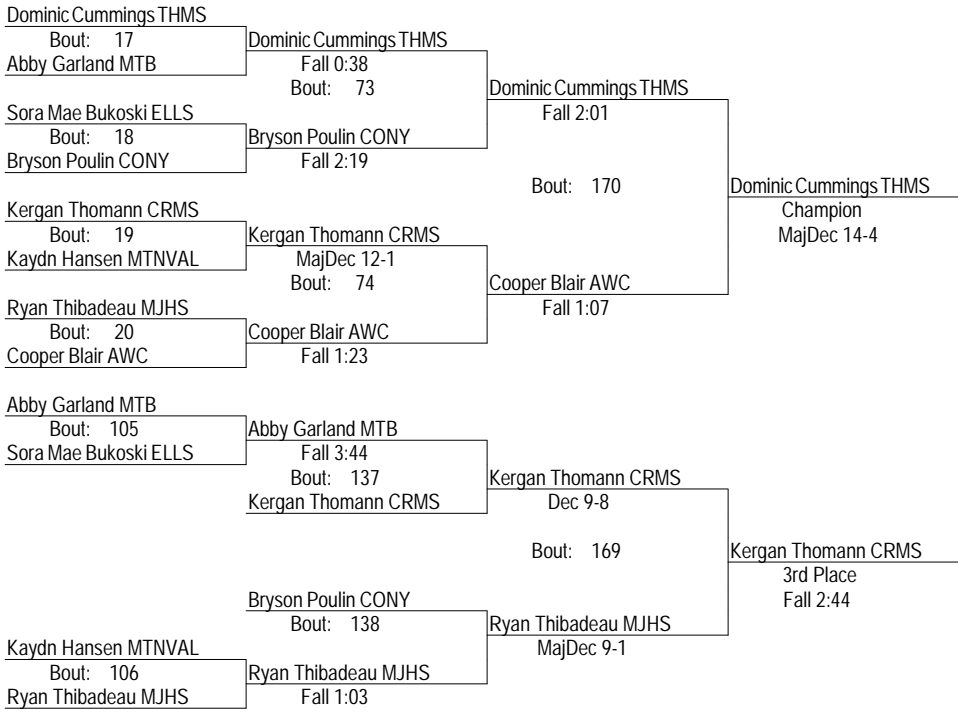 Dominic Cummings THMS
Bout: 17
Dominic Cummings THMS
Abby Garland MTB
Fall 0:38
Bout: 73
Dominic Cummings THMS
Sora Mae Bukoski ELLS
Fall 2:01
Bout: 18
Bryson Poulin CONY
Bryson Poulin CONY
Fall 2:19
Bout: 170
Dominic Cummings THMS
Kergan Thomann CRMS
Champion
Bout: 19
Kergan Thomann CRMS
MajDec 14-4
Kaydn Hansen MTNVAL
MajDec 12-1
Bout: 74
Cooper Blair AWC
Ryan Thibadeau MJHS
Fall 1:07
Bout: 20
Cooper Blair AWC
Cooper Blair AWC
Fall 1:23
Abby Garland MTB
Bout: 105
Abby Garland MTB
Sora Mae Bukoski ELLS
Fall 3:44
Bout: 137
Kergan Thomann CRMS
Kergan Thomann CRMS
Dec 9-8
Bout: 169
Kergan Thomann CRMS
3rd Place
Bryson Poulin CONY
Fall 2:44
Bout: 138
Ryan Thibadeau MJHS
Kaydn Hansen MTNVAL
MajDec 9-1
Bout: 106
Ryan Thibadeau MJHS
Ryan Thibadeau MJHS
Fall 1:03